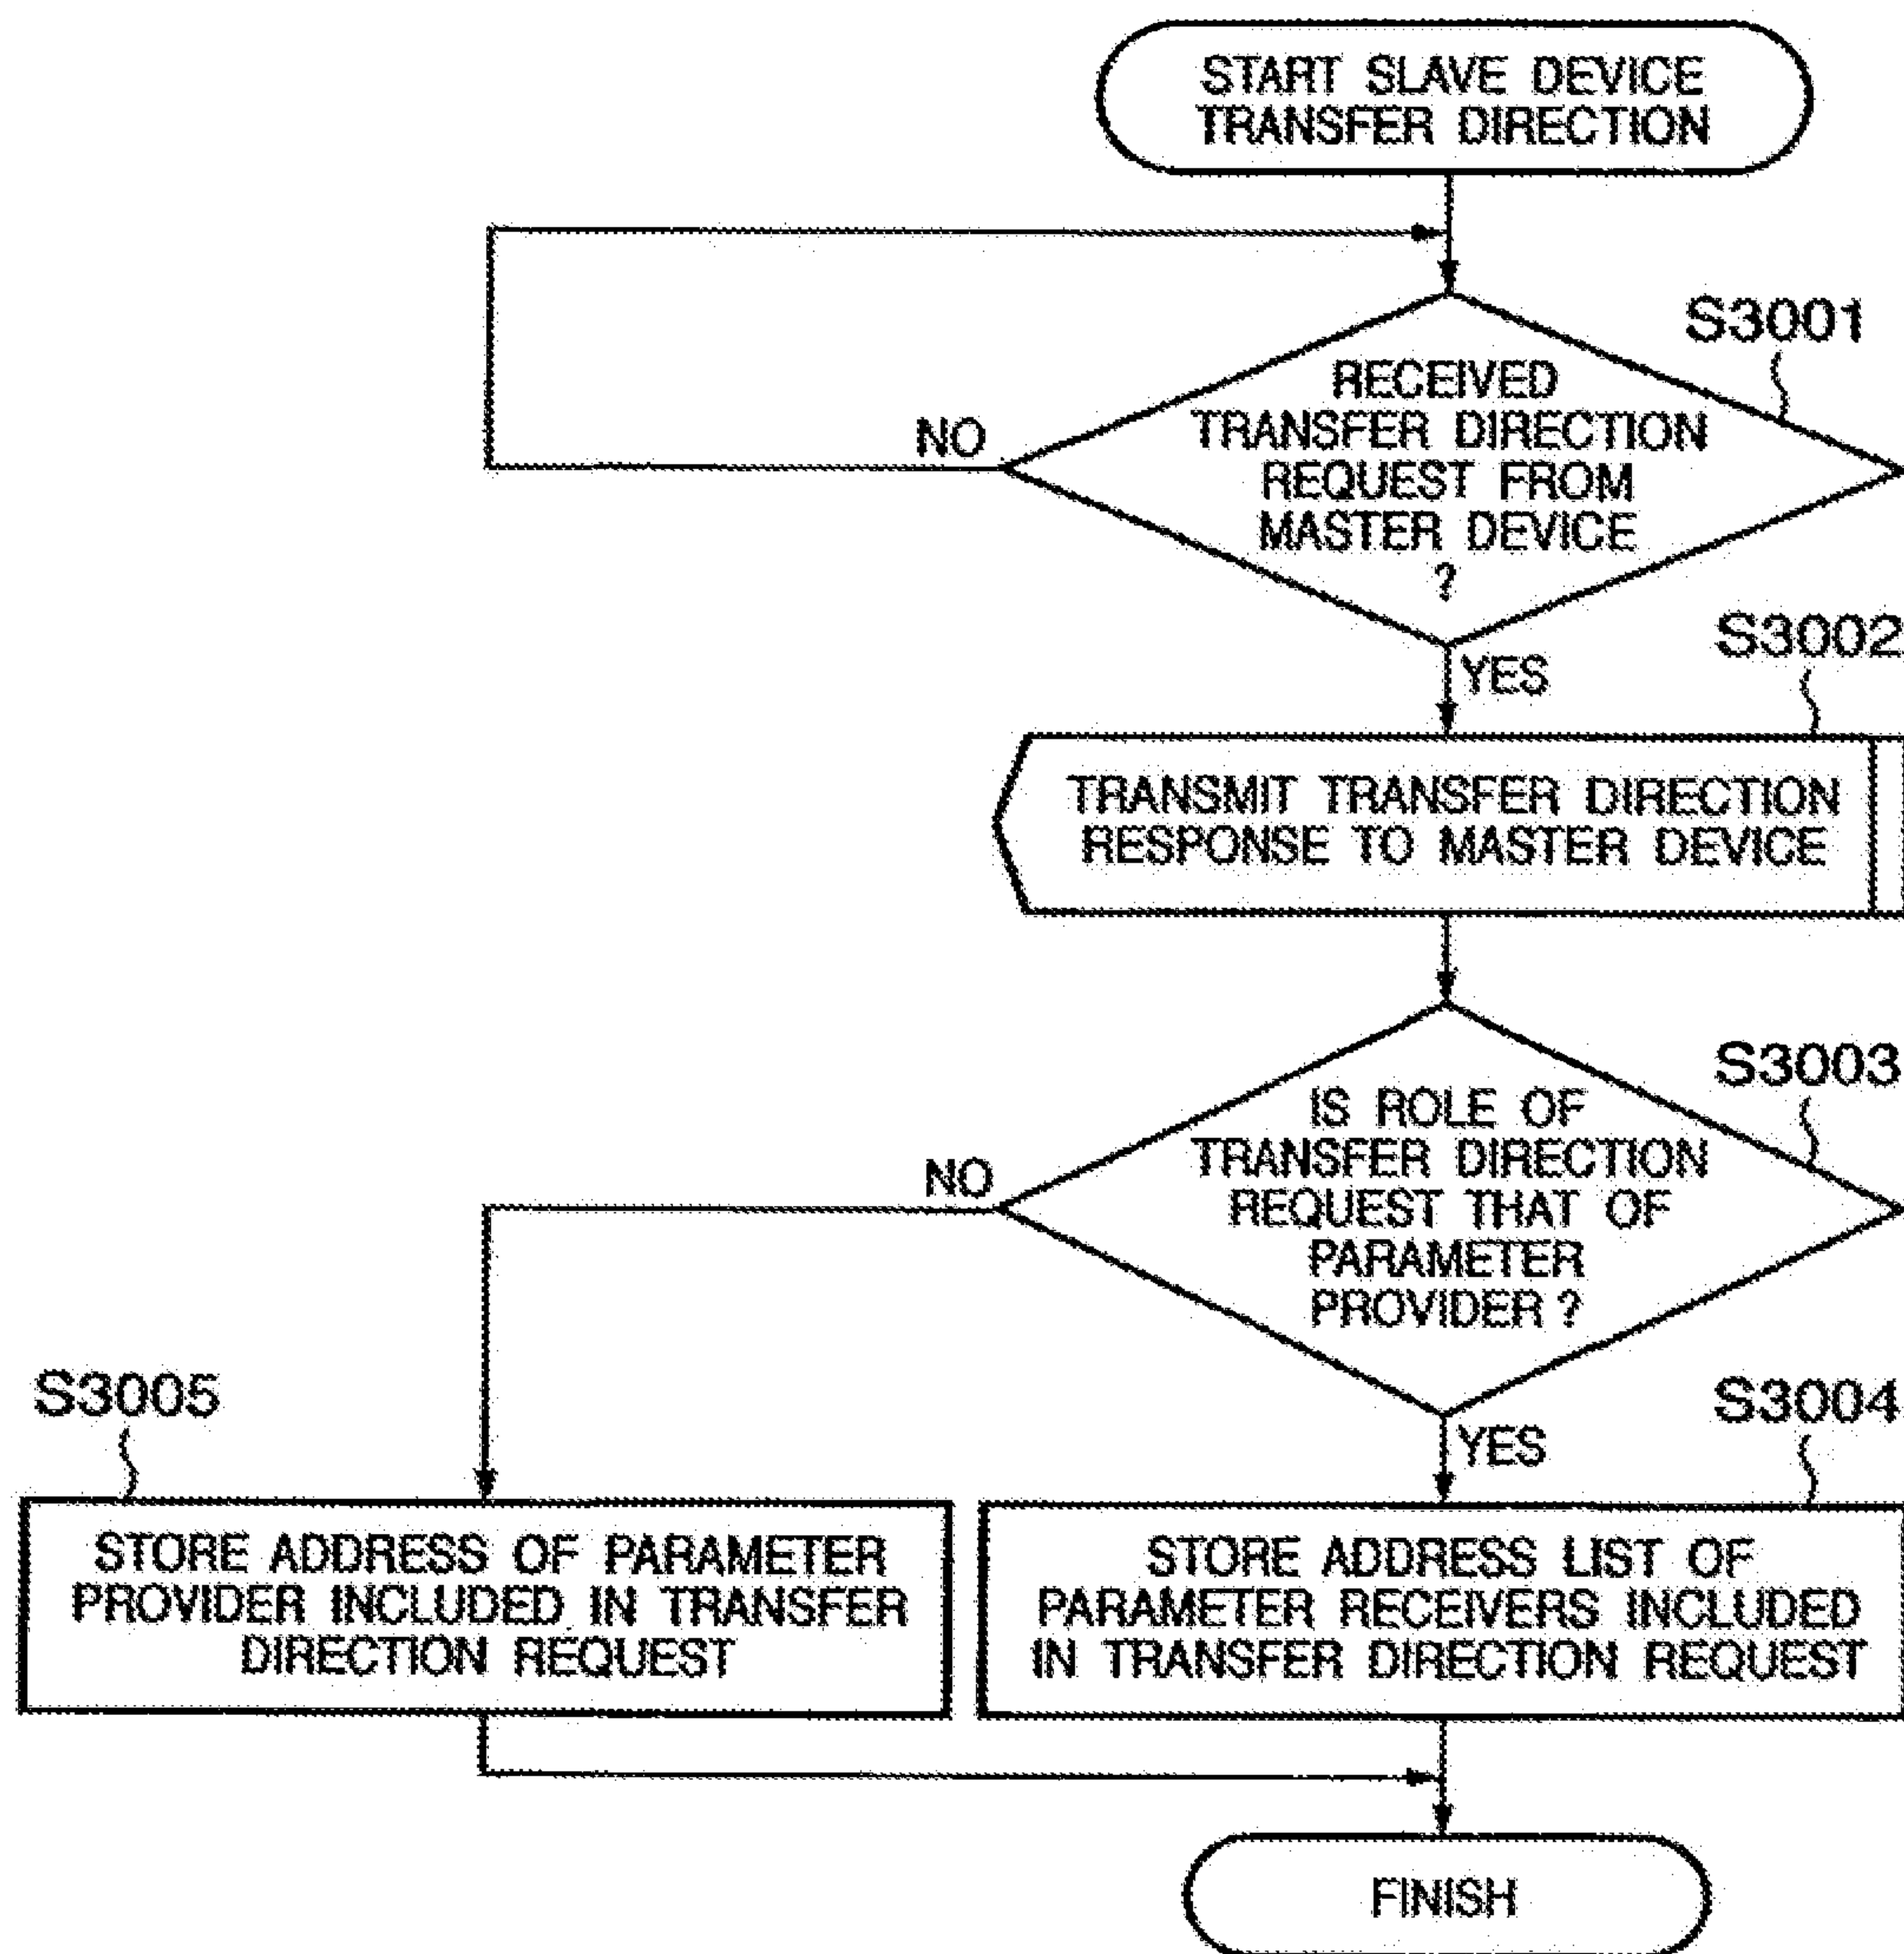 START SLAVE DEVICE
TRANSFER DIRECTION
S3001
RECEIVED
TRANSFER DIRECTION
REQUEST FROM
MASTER DEVICE
?
NO
YES
S3002
TRANSMIT TRANSFER DIRECTION
RESPONSE TO MASTER DEVICE
S3003
IS ROLE OF
TRANSFER DIRECTION
REQUEST THAT OF
PARAMETER
PROVIDER ?
NO
YES
S3005
STORE ADDRESS OF PARAMETER
PROVIDER INCLUDED IN TRANSFER
DIRECTION REQUEST
S3004
STORE ADDRESS LIST OF
PARAMETER RECEIVERS INCLUDED
IN TRANSFER DIRECTION REQUEST
FINISH